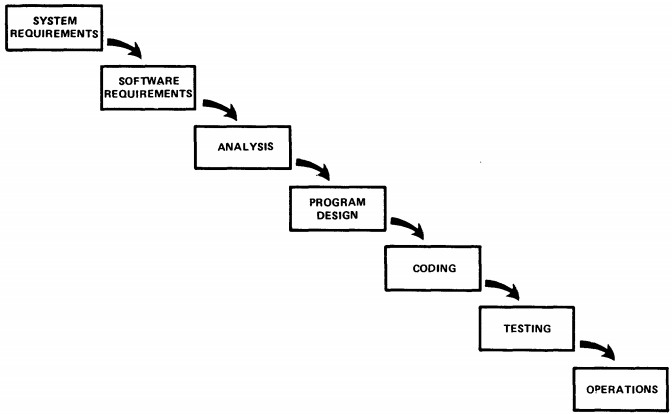 SYSTEM
REQUIREMENTS
SOFTWARE
REQUIREMENTS
ANALYSIS
PROGRAM
DESIGN
CODING
TESTING
OPERATIONS